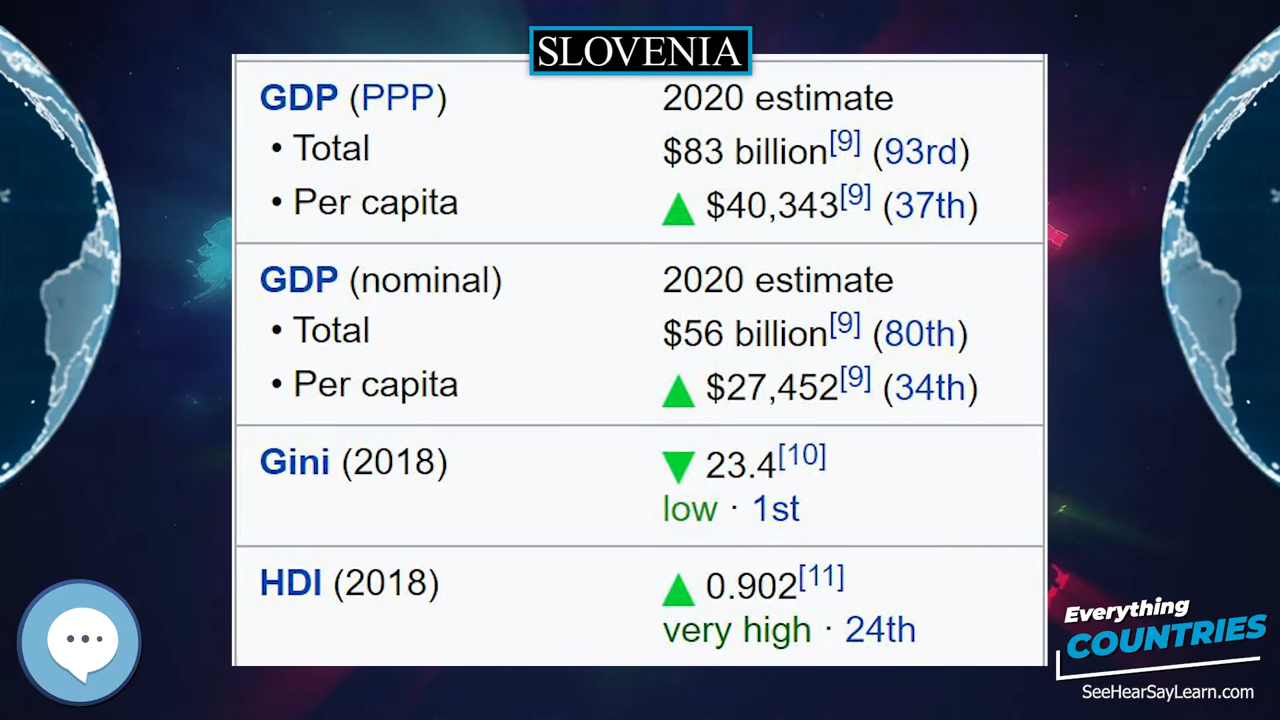 SLOVENIA
GDP (PPP) 2020 estimate
• Total $83 billion[9] (93rd)
• Per capita ▲ $40,343[9] (37th)
GDP (nominal) 2020 estimate
• Total $56 billion[9] (80th)
• Per capita ▲ $27,452[9] (34th)
Gini (2018) ▼ 23.4[10]
low · 1st
HDI (2018) ▲ 0.902[11]
very high · 24th
Everything
COUNTRIES
SeeHearSayLearn.com